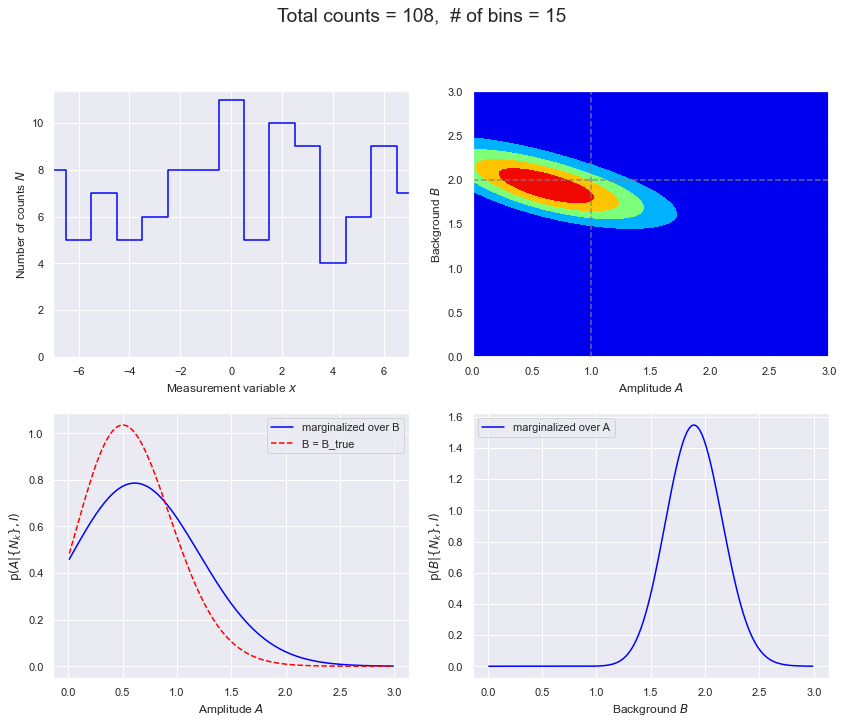 Total counts = 108,  # of bins = 15
10
8
6
4
2
0
Number of counts N
−6 −4 −2 0 2 4 6
Measurement variable x
3.0
2.5
2.0
1.5
1.0
0.5
0.0
Background B
0.0 0.5 1.0 1.5 2.0 2.5 3.0
Amplitude A
1.0
0.8
0.6
0.4
0.2
0.0
p(A|{N_k}, I)
marginalized over B
B = B_true
0.0 0.5 1.0 1.5 2.0 2.5 3.0
Amplitude A
1.6
1.4
1.2
1.0
0.8
0.6
0.4
0.2
0.0
p(B|{N_k}, I)
marginalized over A
0.0 0.5 1.0 1.5 2.0 2.5 3.0
Background B